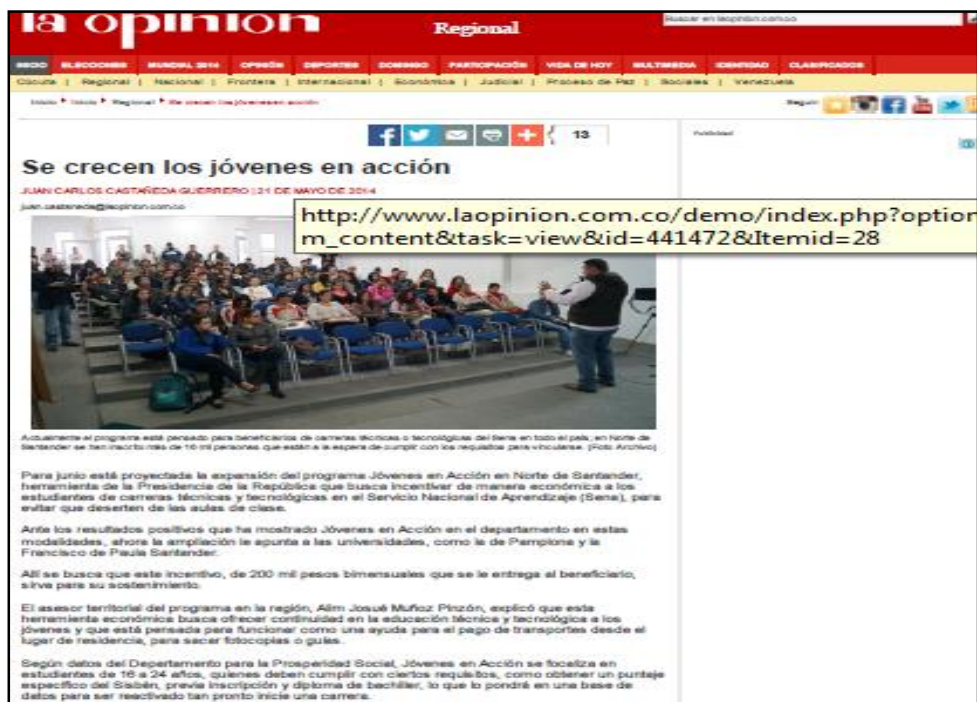 la opinión
Regional
Buscar en laopinion.com.co
INICIO ELECCIONES MUNDIAL 2014 OPINIÓN DEPORTES DOMINGO PARTICIPACIÓN VIDA DE HOY MULTIMEDIA IDENTIDAD CLASIFICADOS
Cúcuta | Regional | Nacional | Frontera | Internacional | Económica | Judicial | Proceso de Paz | Sociales | Venezuela
Inicio Inicio Regional Se crecen los jóvenes en acción
Seguir:
13
Publicidad
Se crecen los jóvenes en acción
JUAN CARLOS CASTAÑEDA GUERRERO | 21 DE MAYO DE 2014
juan.castaneda@laopinion.com.co
http://www.laopinion.com.co/demo/index.php?option
m_content&task=view&id=441472&Itemid=28
Actualmente el programa está pensado para beneficiarios de carreras técnicas o tecnológicas del Sena en todo el país; en Norte de
Santander se han inscrito más de 16 mil personas que están a la espera de cumplir con los requisitos para vincularse. (Foto Archivo)
Para junio está proyectada la expansión del programa Jóvenes en Acción en Norte de Santander,
herramienta de la Presidencia de la República que busca incentivar de manera económica a los
estudiantes de carreras técnicas y tecnológicas en el Servicio Nacional de Aprendizaje (Sena), para
evitar que deserten de las aulas de clase.
Ante los resultados positivos que ha mostrado Jóvenes en Acción en el departamento en estas
modalidades, ahora la ampliación le apunta a las universidades, como la de Pamplona y la
Francisco de Paula Santander.
Allí se busca que este incentivo, de 200 mil pesos bimensuales que se le entrega al beneficiario,
sirva para su sostenimiento.
El asesor territorial del programa en la región, Alim Josué Muñoz Pinzón, explicó que esta
herramienta económica busca ofrecer continuidad en la educación técnica y tecnológica a los
jóvenes y que está pensada para funcionar como una ayuda para el pago de transportes desde el
lugar de residencia, para sacar fotocopias o guías.
Según datos del Departamento para la Prosperidad Social, Jóvenes en Acción se focaliza en
estudiantes de 16 a 24 años, quienes deben cumplir con ciertos requisitos, como obtener un puntaje
específico del Sisbén, previa inscripción y diploma de bachiller, lo que lo pondrá en una base de
datos para ser reactivado tan pronto inicie una carrera.